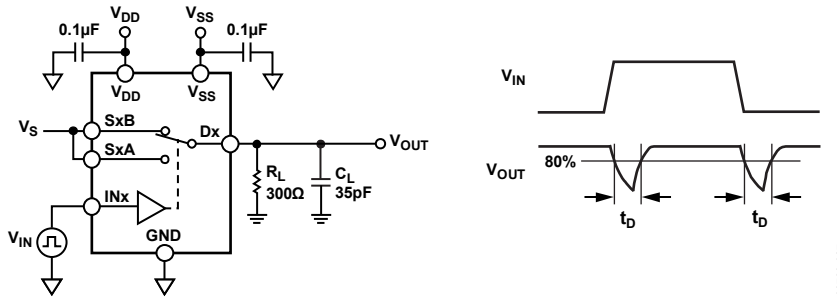 VDD
VSS
0.1µF
0.1µF
VDD
VSS
SxB
Dx
VS
VOUT
SxA
RL
300Ω
CL
35pF
INx
VIN
GND
VIN
VOUT
80%
tD
tD